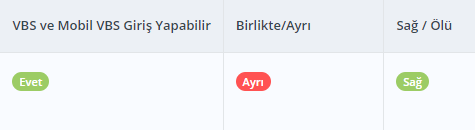 VBS ve Mobil VBS Giriş Yapabilir Birlikte/Ayrı Sağ / Ölü
Evet Ayrı Sağ